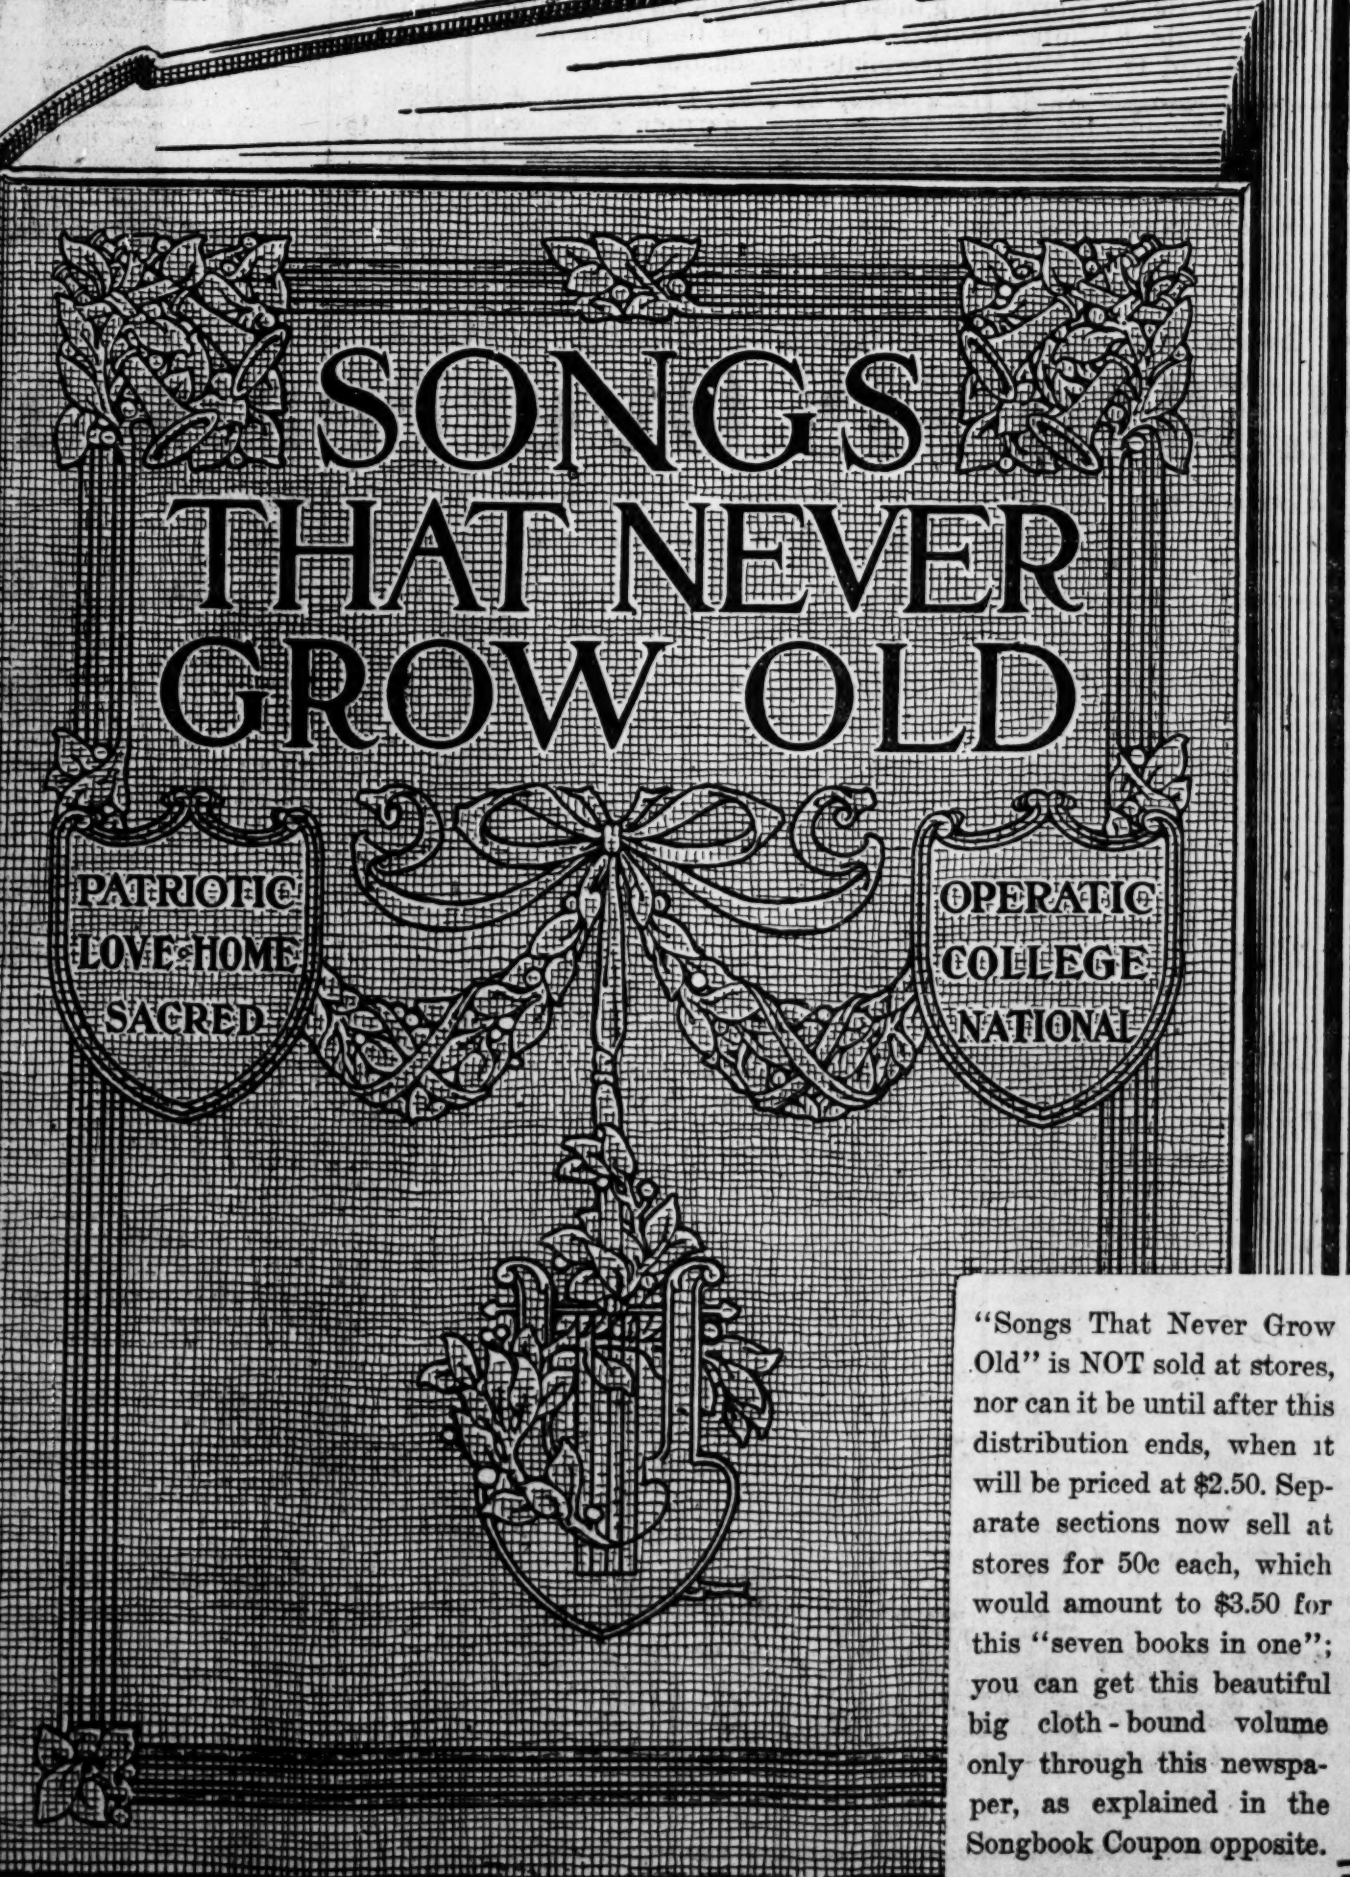 SONGS
THAT NEVER
GROW OLD
PATRIOTIC
LOVE & HOME
SACRED
OPERATIC
COLLEGE
NATIONAL
“Songs That Never Grow
Old” is NOT sold at stores,
nor can it be until after this
distribution ends, when it
will be priced at $2.50. Sep-
arate sections now sell at
stores for 50c each, which
would amount to $3.50 for
this “seven books in one”;
you can get this beautiful
big cloth-bound volume
only through this newspa-
per, as explained in the
Songbook Coupon opposite.